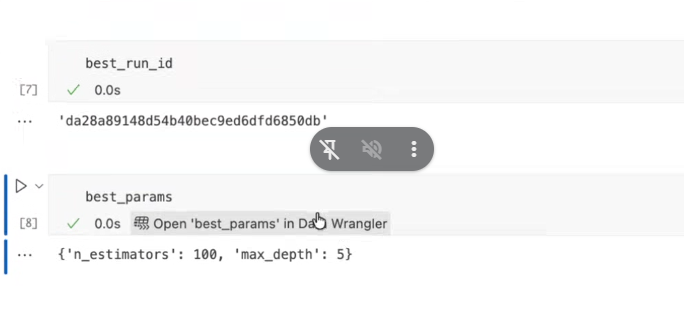 best_run_id
[7]
0.0s
'da28a89148d54b40bec9ed6dfd6850db'
best_params
[8]
0.0s Open 'best_params' in Data Wrangler
{'n_estimators': 100, 'max_depth': 5}